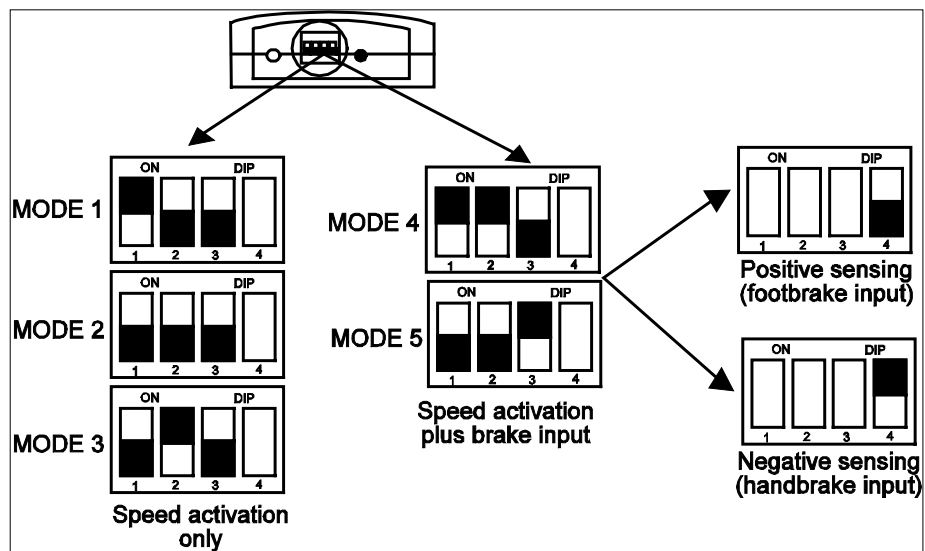 MODE 1
ON DIP
1 2 3 4
MODE 2
1 2 3 4
MODE 3
ON DIP
1 2 3 4
Speed activation
only
MODE 4
ON DIP
1 2 3 4
MODE 5
ON DIP
1 2 3 4
Speed activation
plus brake input
ON DIP
1 2 3 4
Positive sensing
(footbrake input)
ON DIP
1 2 3 4
Negative sensing
(handbrake input)